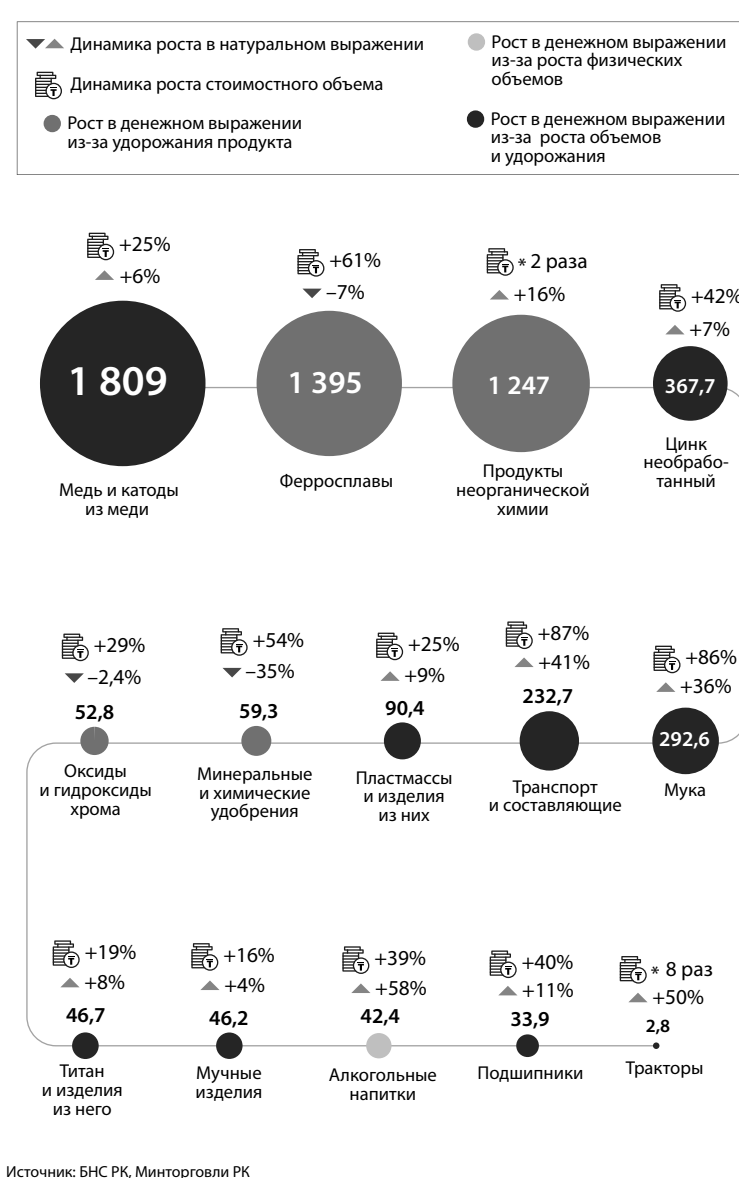 Динамика роста в натуральном выражении
Динамика роста стоимостного объема
Рост в денежном выражении
из-за удорожания продукта
Рост в денежном выражении
из-за роста физических
объемов
Рост в денежном выражении
из-за роста объемов
и удорожания
+25%
+6%
1 809
Медь и катоды
из меди
+61%
–7%
1 395
Ферросплавы
* 2 раза
+16%
1 247
Продукты
неорганической
химии
+42%
+7%
367,7
Цинк
необрабо-
танный
+29%
–2,4%
52,8
Оксиды
и гидроксиды
хрома
+54%
–35%
59,3
Минеральные
и химические
удобрения
+25%
+9%
90,4
Пластмассы
и изделия
из них
+87%
+41%
232,7
Транспорт
и составляющие
+86%
+36%
292,6
Мука
+19%
+8%
46,7
Титан
и изделия
из него
+16%
+4%
46,2
Мучные
изделия
+39%
+58%
42,4
Алкогольные
напитки
+40%
+11%
33,9
Подшипники
* 8 раз
+50%
2,8
Тракторы
Источник: БНС РК, Минторговли РК